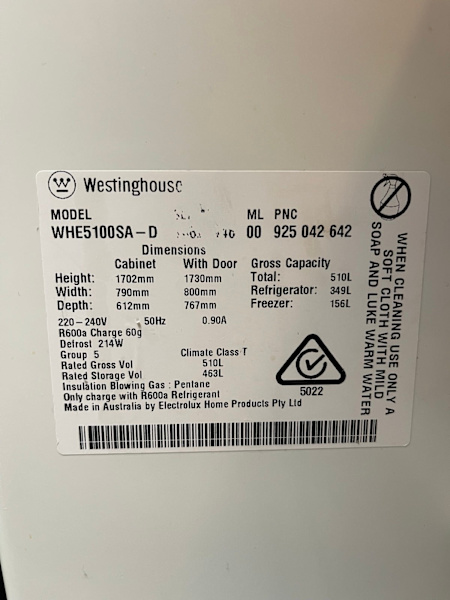 W Westinghouse
MODEL ML PNC
WHE5100SA-D 00 925 042 642
Dimensions
Cabinet With Door Gross Capacity
Height: 1702mm 1730mm Total: 510L
Width: 790mm 800mm Refrigerator: 349L
Depth: 612mm 767mm Freezer: 156L
220-240V 50Hz 0.90A
R600a Charge 60g
Defrost 214W
Group 5 Climate Class T
Rated Gross Vol 510L
Rated Storage Vol 463L
Insulation Blowing Gas : Pentane
Only charge with R600a Refrigerant
Made in Australia by Electrolux Home Products Pty Ltd
5022
WHEN CLEANING USE ONLY A
SOFT CLOTH WITH MILD
SOAP AND LUKE WARM WATER